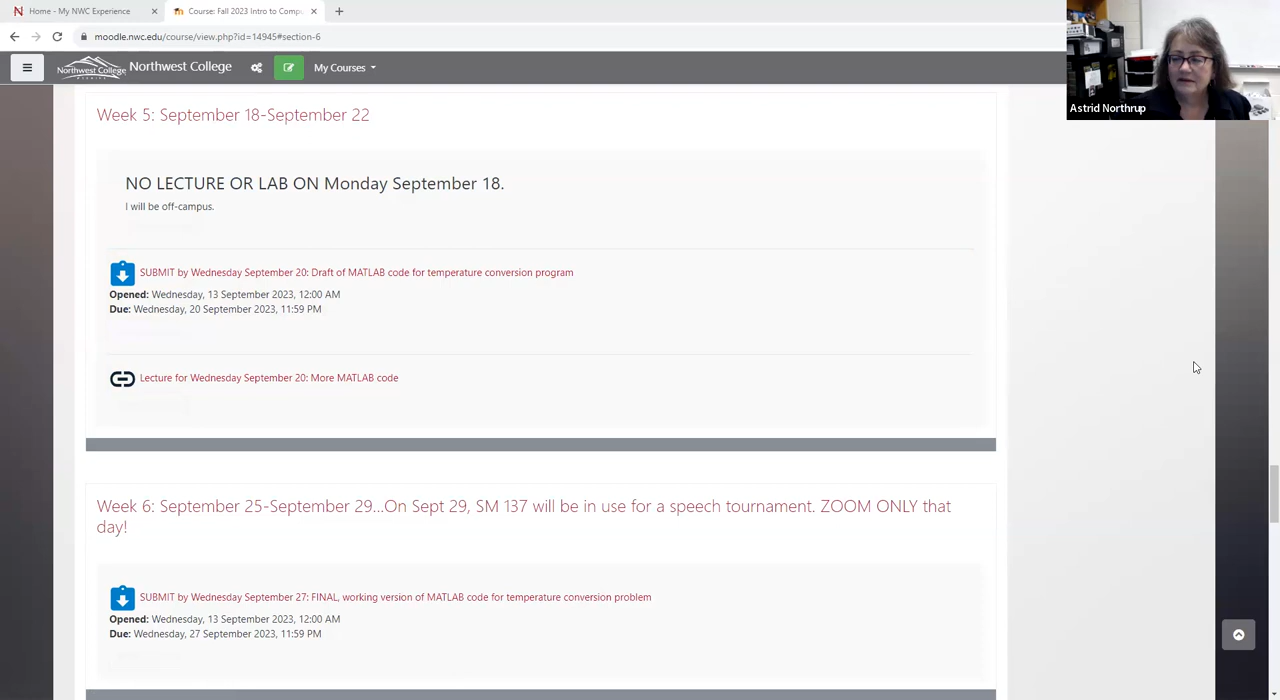 Home - My NWC Experience
Course: Fall 2023 Intro to Compu
moodle.nwc.edu/course/view.php?id=14945#section-6
Northwest College
Northwest College
My Courses
Astrid Northrup
Week 5: September 18-September 22
NO LECTURE OR LAB ON Monday September 18.
I will be off-campus.
SUBMIT by Wednesday September 20: Draft of MATLAB code for temperature conversion program
Opened: Wednesday, 13 September 2023, 12:00 AM
Due: Wednesday, 20 September 2023, 11:59 PM
Lecture for Wednesday September 20: More MATLAB code
Week 6: September 25-September 29...On Sept 29, SM 137 will be in use for a speech tournament. ZOOM ONLY that
day!
SUBMIT by Wednesday September 27: FINAL, working version of MATLAB code for temperature conversion problem
Opened: Wednesday, 13 September 2023, 12:00 AM
Due: Wednesday, 27 September 2023, 11:59 PM